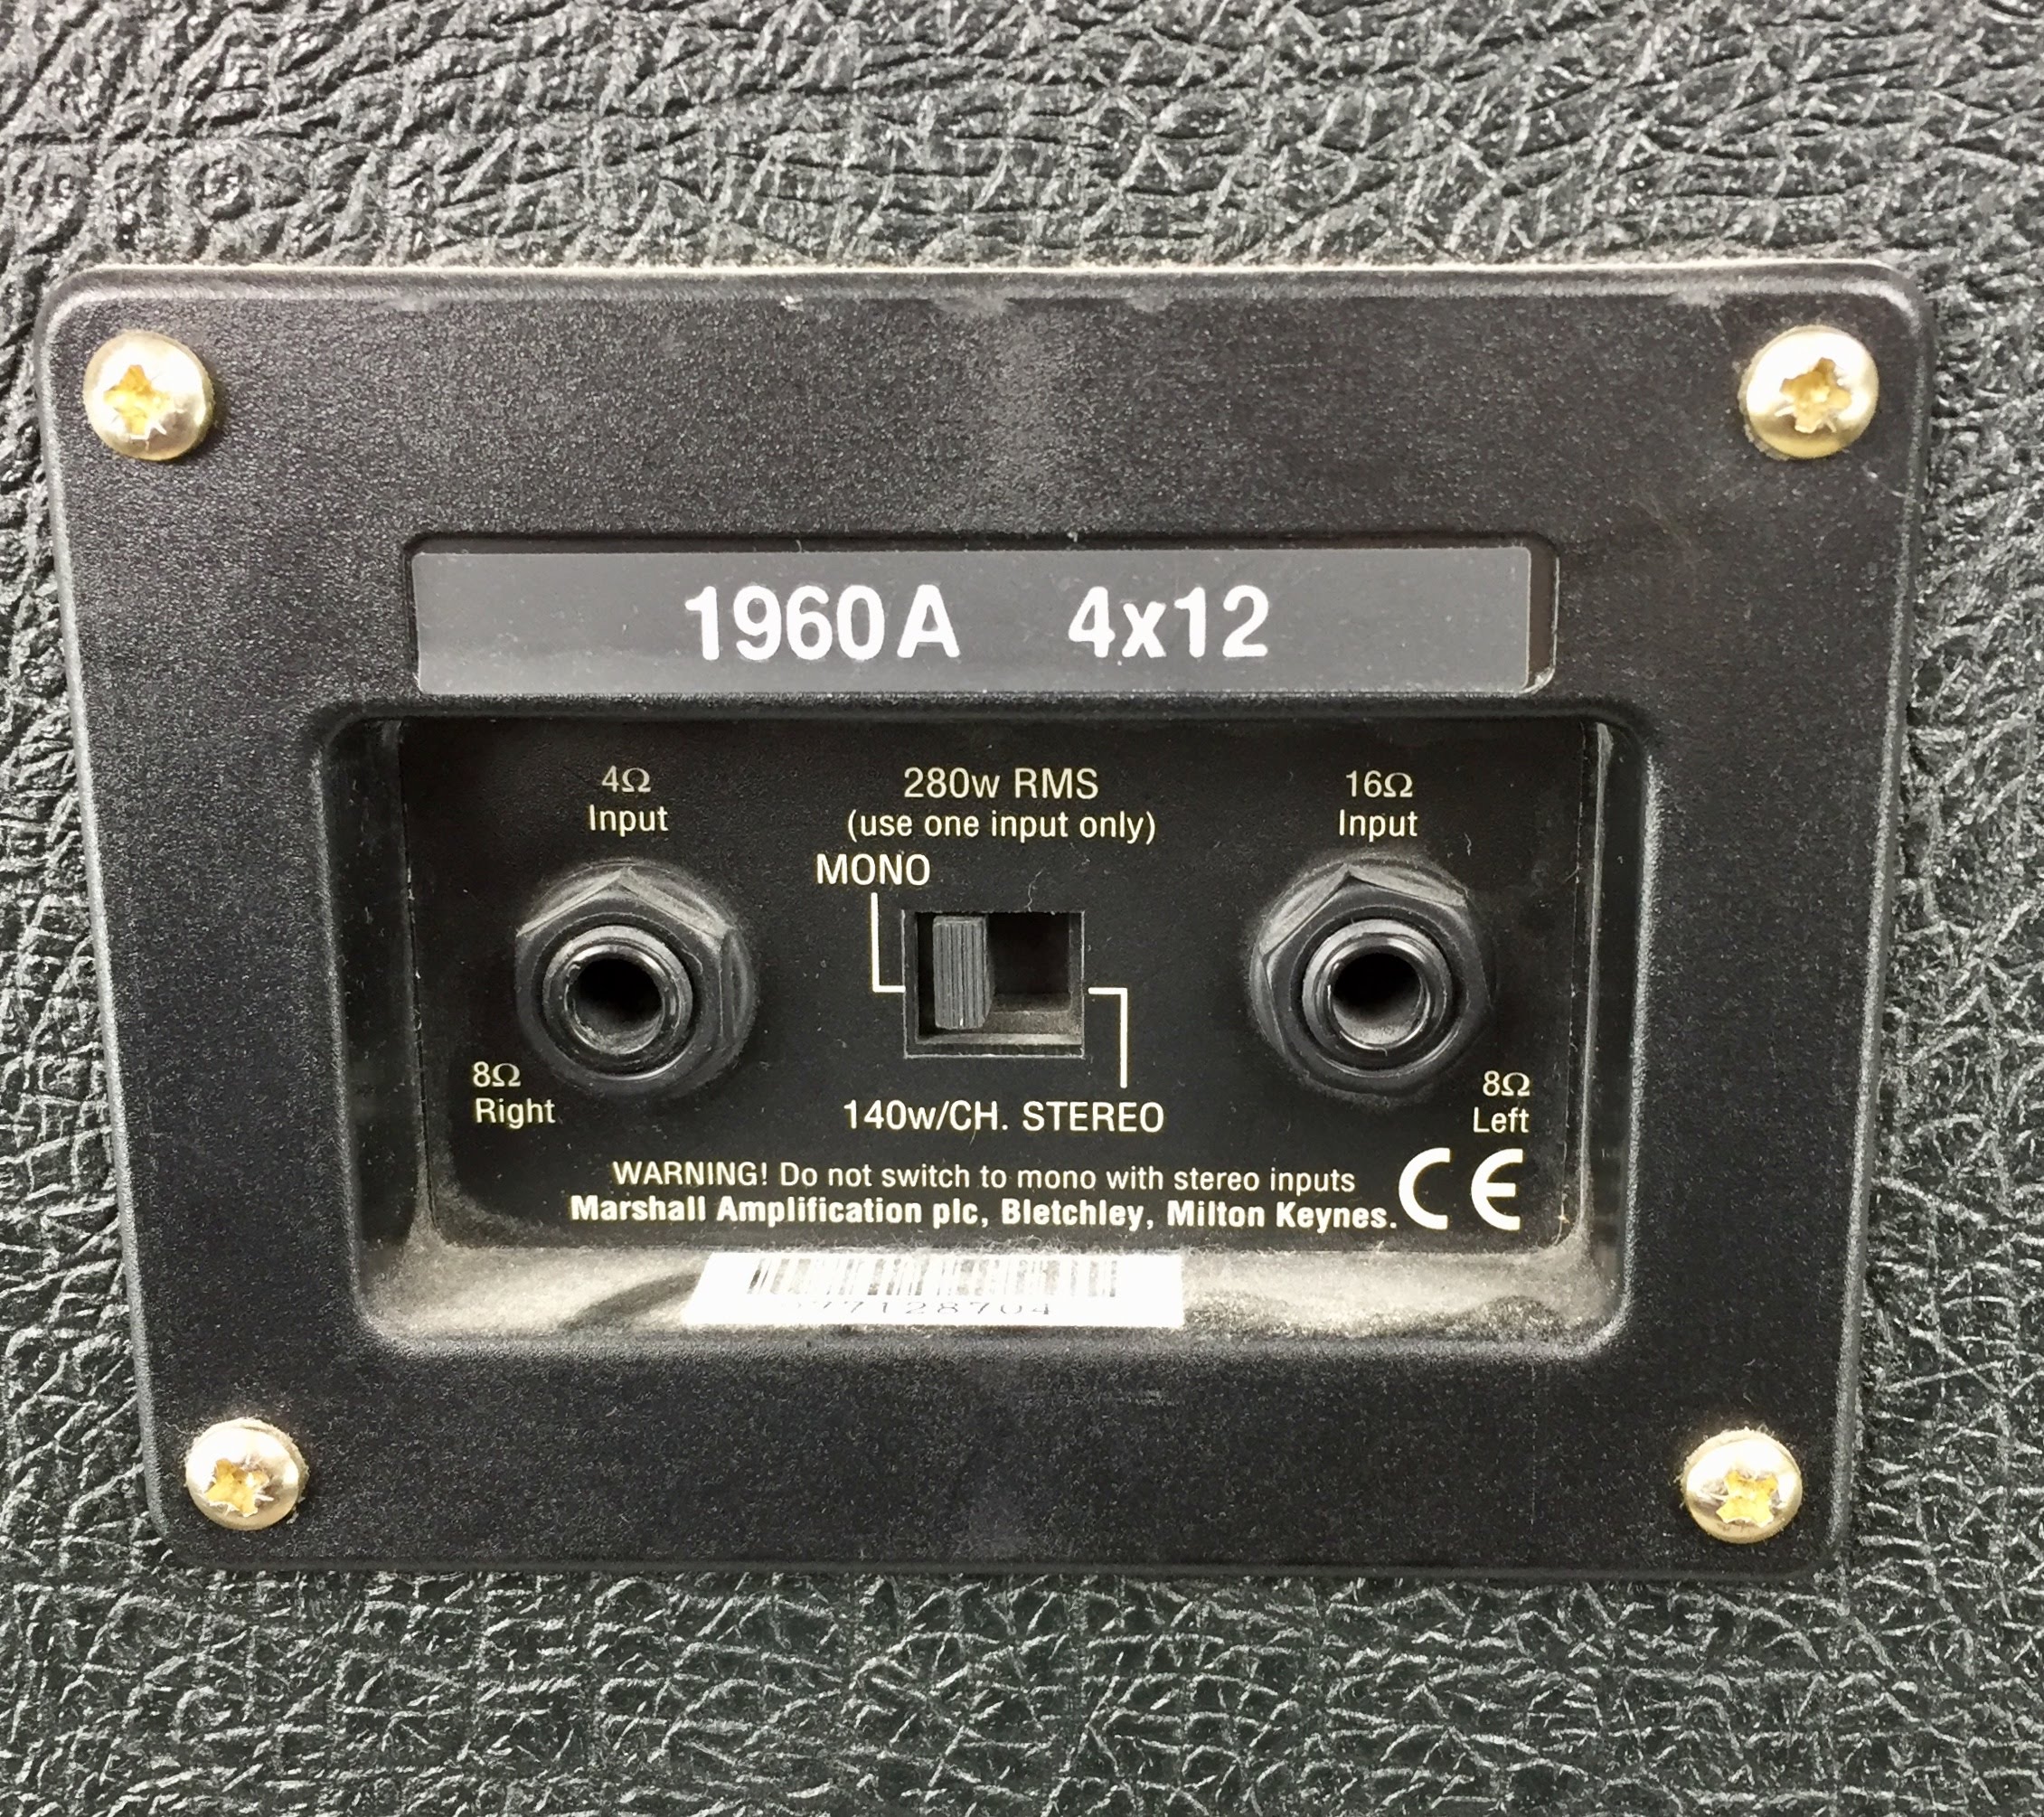 1960A 4x12
4Ω
Input
280w RMS
(use one input only)
16Ω
Input
MONO
8Ω
Right
140w/CH. STEREO
8Ω
Left
WARNING! Do not switch to mono with stereo inputs
Marshall Amplification plc, Bletchley, Milton Keynes.
CE